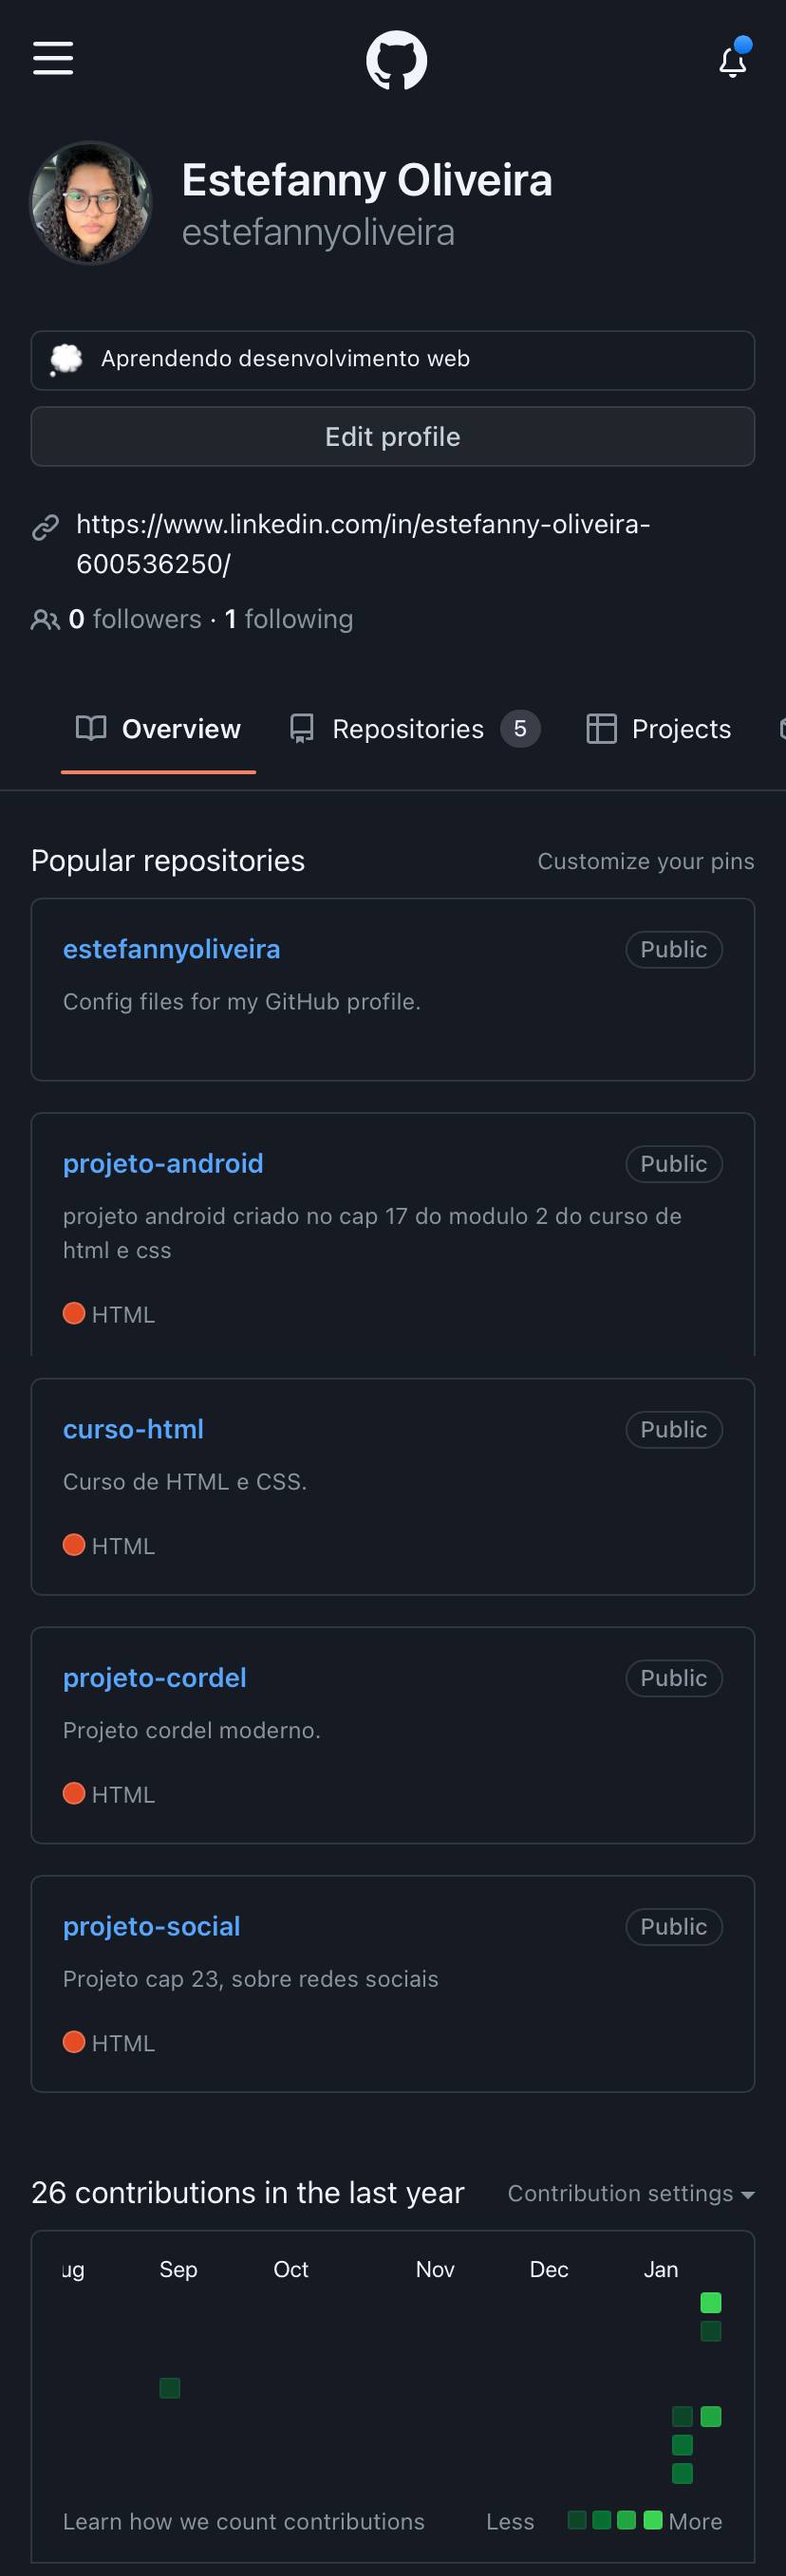 Estefanny Oliveira
estefannyoliveira
Aprendendo desenvolvimento web
Edit profile
https://www.linkedin.com/in/estefanny-oliveira-
600536250/
0 followers · 1 following
Overview Repositories 5 Projects
Popular repositories Customize your pins
estefannyoliveira Public
Config files for my GitHub profile.
projeto-android Public
projeto android criado no cap 17 do modulo 2 do curso de
html e css
HTML
curso-html Public
Curso de HTML e CSS.
HTML
projeto-cordel Public
Projeto cordel moderno.
HTML
projeto-social Public
Projeto cap 23, sobre redes sociais
HTML
26 contributions in the last year Contribution settings
ug Sep Oct Nov Dec Jan
Learn how we count contributions Less More